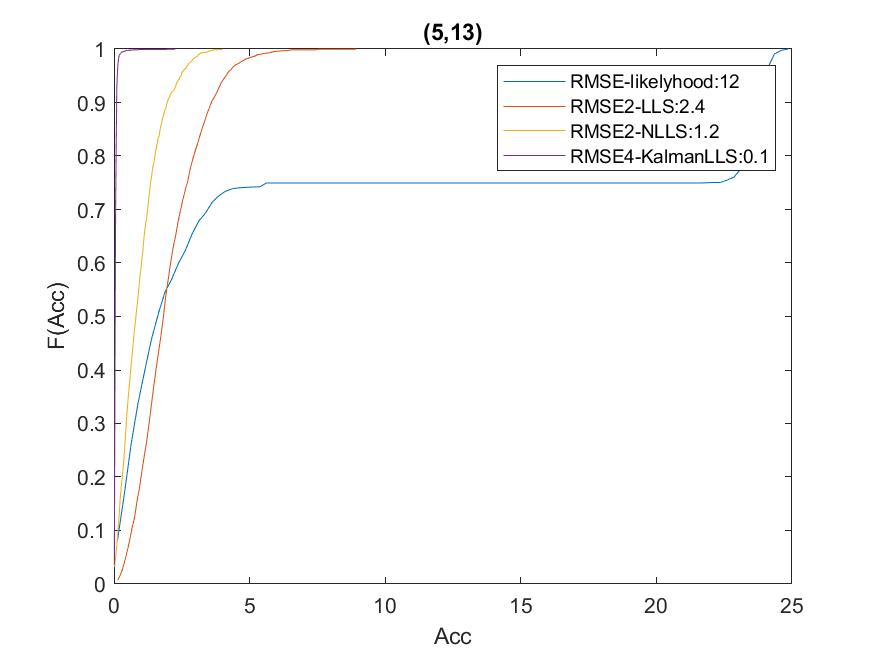 (5,13)
1
0.9
0.8
0.7
0.6
0.5
0.4
0.3
0.2
0.1
0
F(Acc)
RMSE-likelyhood:12
RMSE2-LLS:2.4
RMSE2-NLLS:1.2
RMSE4-KalmanLLS:0.1
0 5 10 15 20 25
Acc